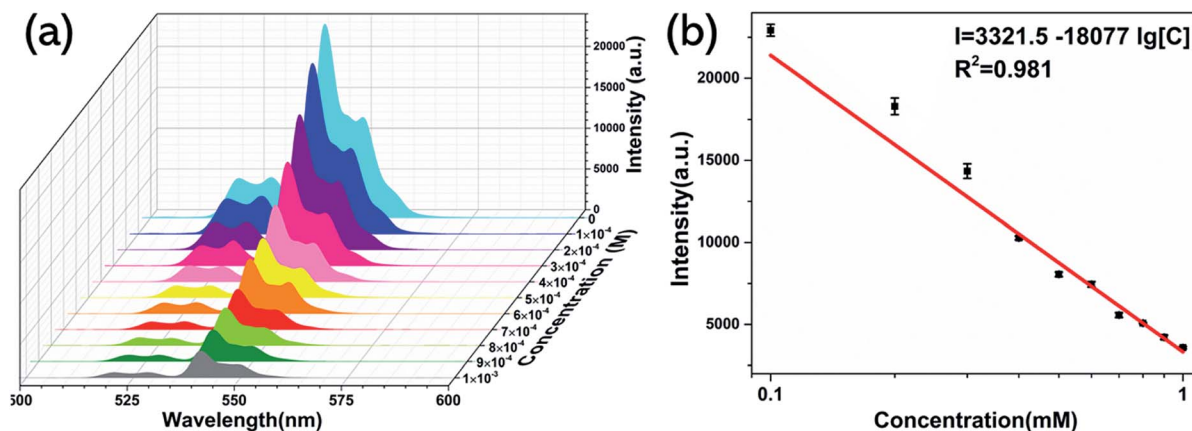 (a)
20000
15000
10000
5000
0
Intensity (a.u.)
0
1×10⁻⁴
2×10⁻⁴
3×10⁻⁴
4×10⁻⁴
5×10⁻⁴
6×10⁻⁴
7×10⁻⁴
8×10⁻⁴
9×10⁻⁴
1×10⁻³
Concentration (M)
500 525 550 575 600
Wavelength(nm)
(b)
I=3321.5 -18077 lg[C]
R²=0.981
20000
15000
10000
5000
Intensity(a.u.)
0.1 1
Concentration(mM)